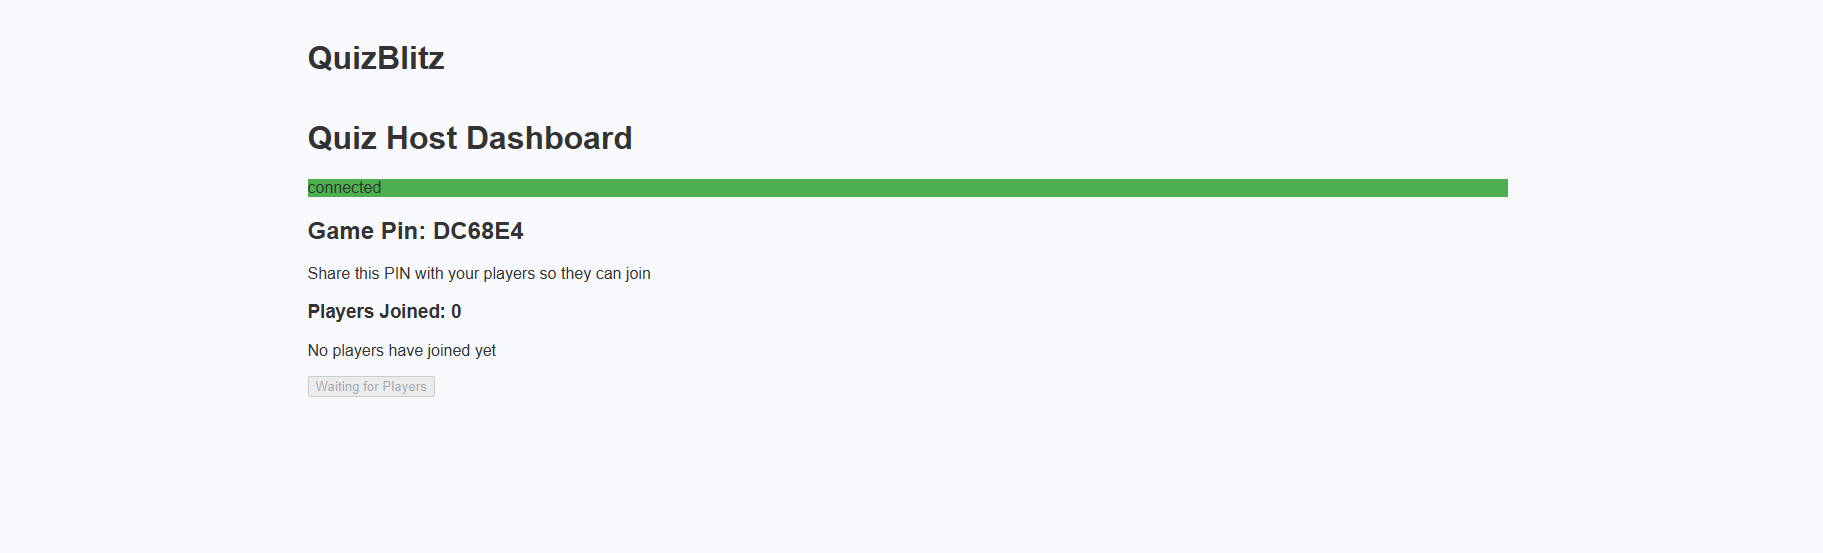 QuizBlitz
Quiz Host Dashboard
connected
Game Pin: DC68E4
Share this PIN with your players so they can join
Players Joined: 0
No players have joined yet
Waiting for Players